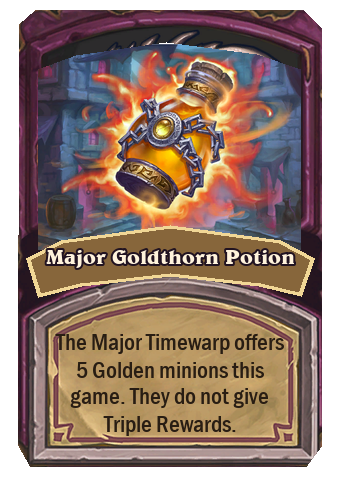 Major Goldthorn Potion
The Major Timewarp offers
5 Golden minions this
game. They do not give
Triple Rewards.